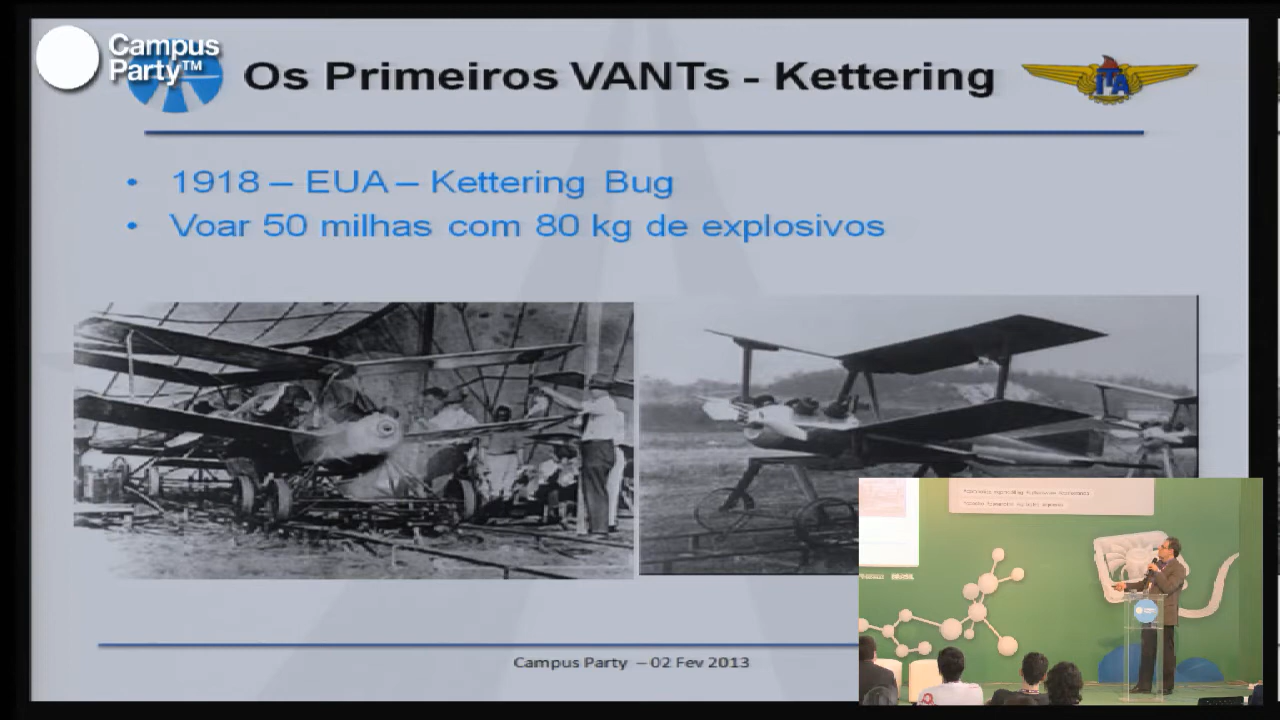 Campus
Party™
Os Primeiros VANTs - Kettering
ITA
• 1918 – EUA – Kettering Bug
• Voar 50 milhas com 80 kg de explosivos
Campus Party – 02 Fev 2013